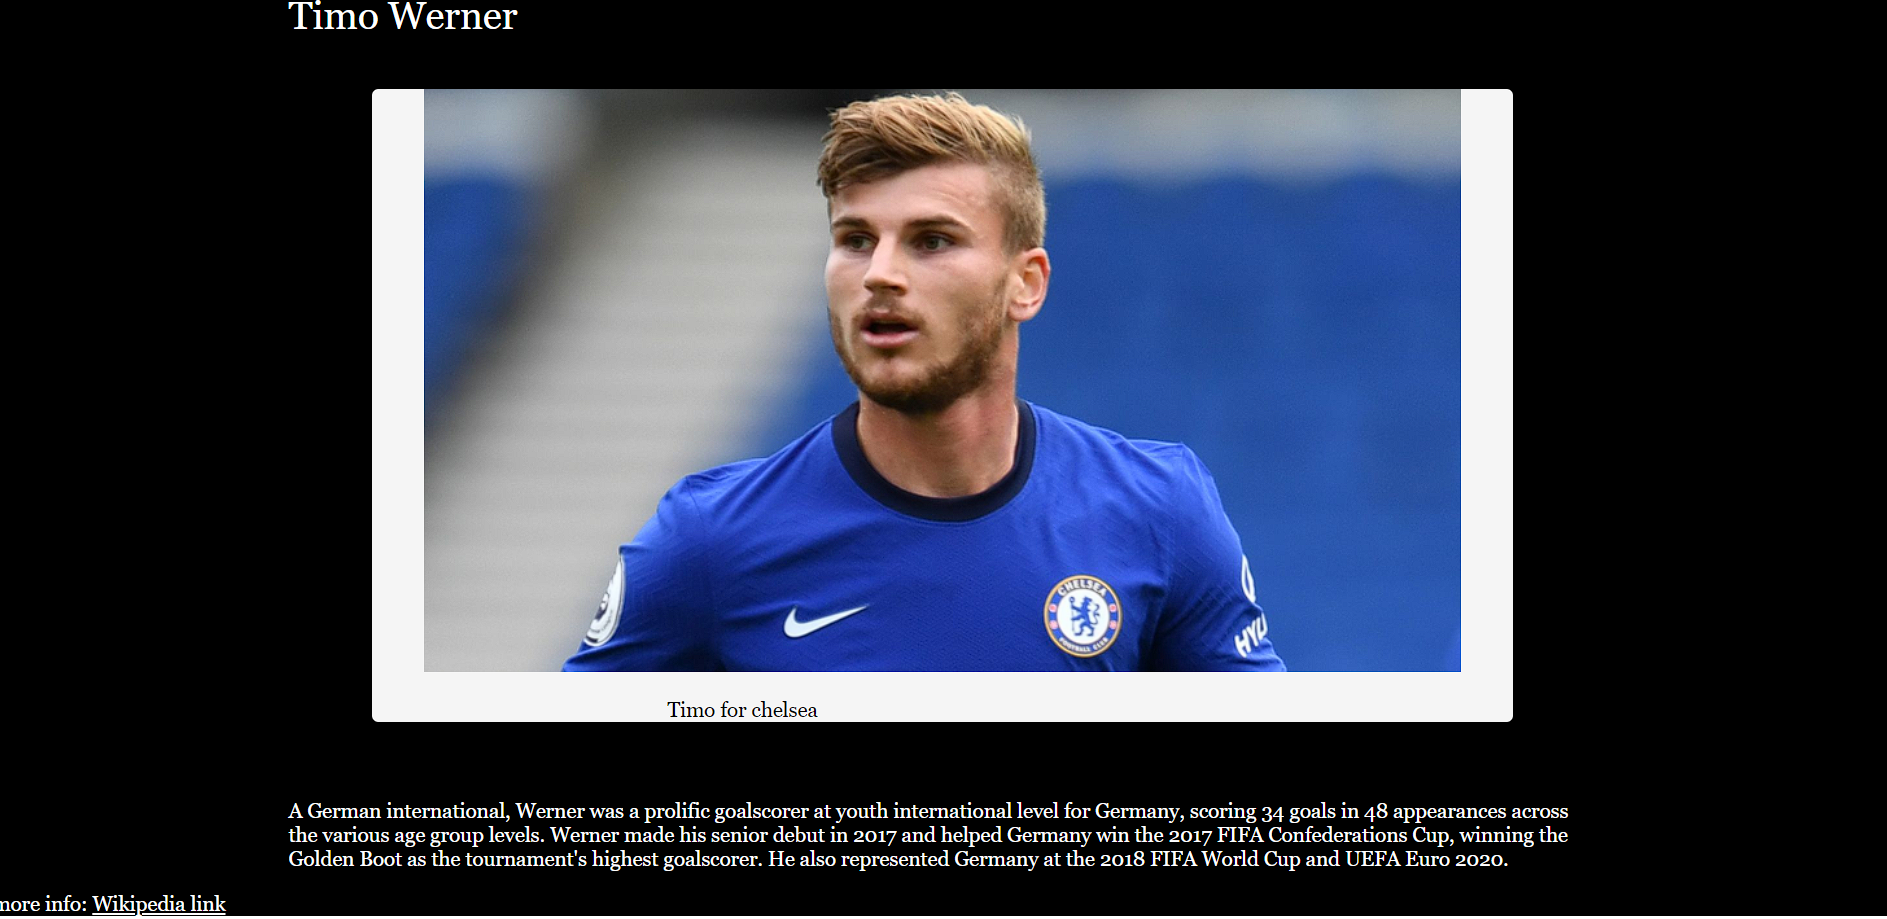 Timo Werner
CHELSEA
FOOTBALL CLUB
Timo for chelsea
A German international, Werner was a prolific goalscorer at youth international level for Germany, scoring 34 goals in 48 appearances across
the various age group levels. Werner made his senior debut in 2017 and helped Germany win the 2017 FIFA Confederations Cup, winning the
Golden Boot as the tournament's highest goalscorer. He also represented Germany at the 2018 FIFA World Cup and UEFA Euro 2020.
more info: Wikipedia link